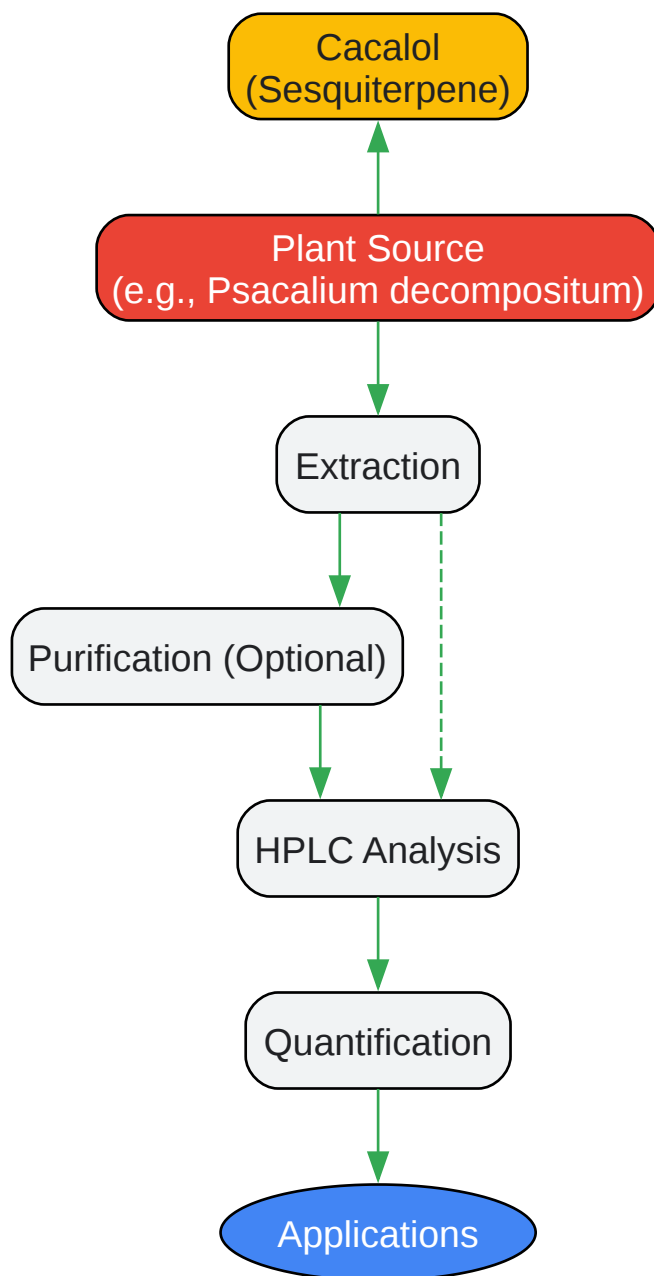 Cacalol
(Sesquiterpene)
Plant Source
(e.g., Psacalium decompositum)
Extraction
Purification (Optional)
HPLC Analysis
Quantification
Applications